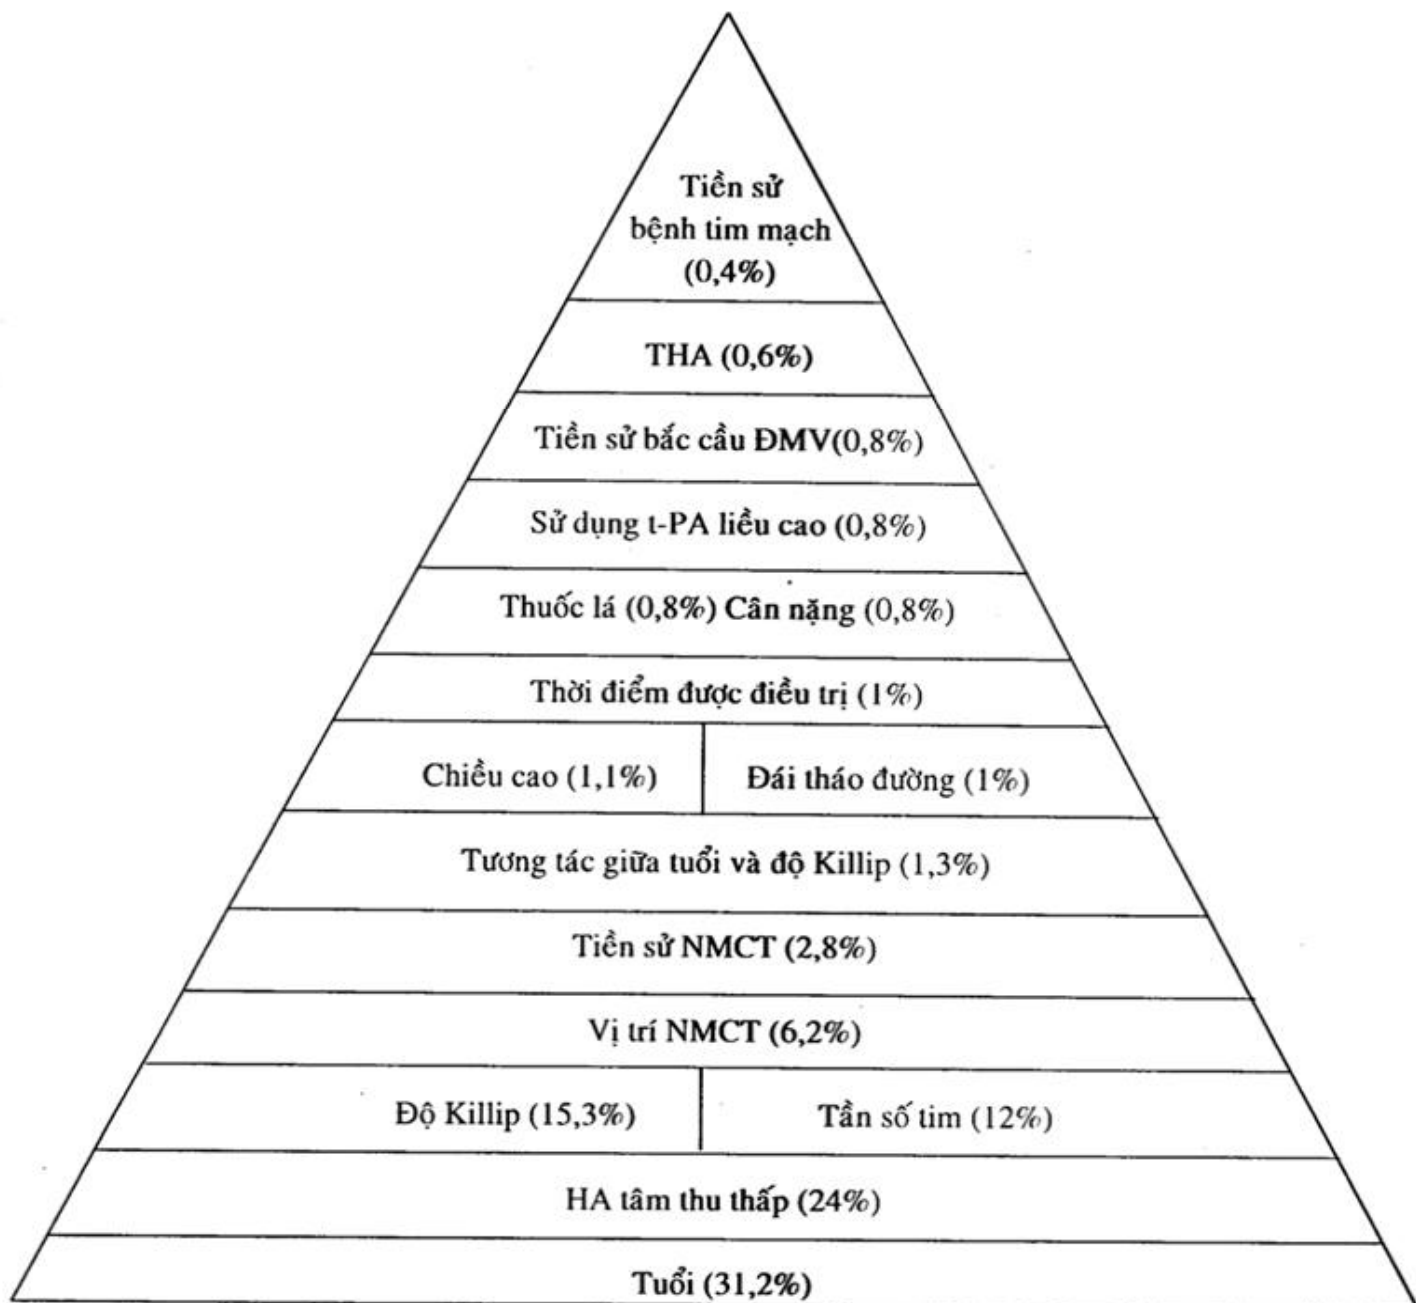 Tiền sử
bệnh tim mạch
(0,4%)
THA (0,6%)
Tiền sử bắc cầu ĐMV(0,8%)
Sử dụng t-PA liều cao (0,8%)
Thuốc lá (0,8%) Cân nặng (0,8%)
Thời điểm được điều trị (1%)
Chiều cao (1,1%)
Đái tháo đường (1%)
Tương tác giữa tuổi và độ Killip (1,3%)
Tiền sử NMCT (2,8%)
Vị trí NMCT (6,2%)
Độ Killip (15,3%)
Tần số tim (12%)
HA tâm thu thấp (24%)
Tuổi (31,2%)